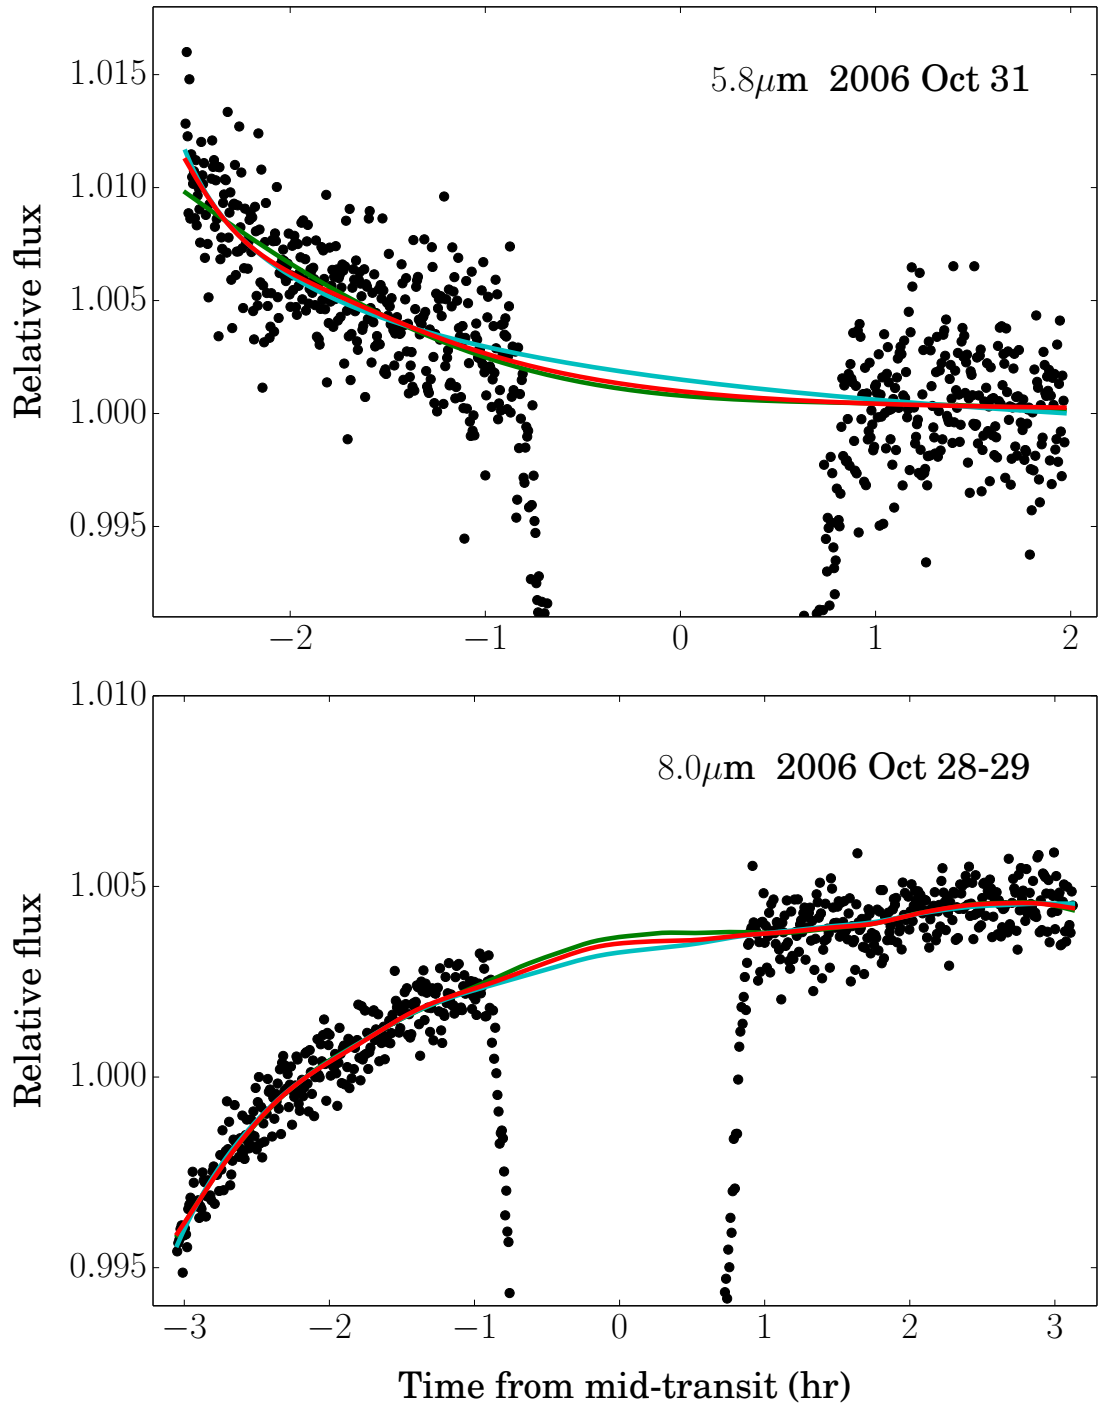 5.8μm 2006 Oct 31
Relative flux
1.015
1.010
1.005
1.000
0.995
−2 −1 0 1 2
8.0μm 2006 Oct 28-29
Relative flux
1.010
1.005
1.000
0.995
−3 −2 −1 0 1 2 3
Time from mid-transit (hr)